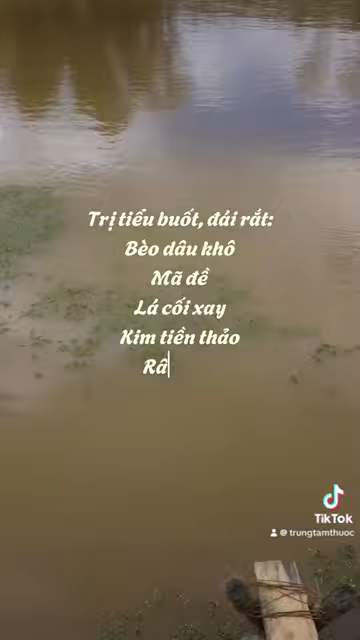 Trị tiểu buốt, đái rắt:
Bèo dâu khô
Mã đề
Lá cối xay
Kim tiền thảo
Râ
TikTok
@trungtamthuoc